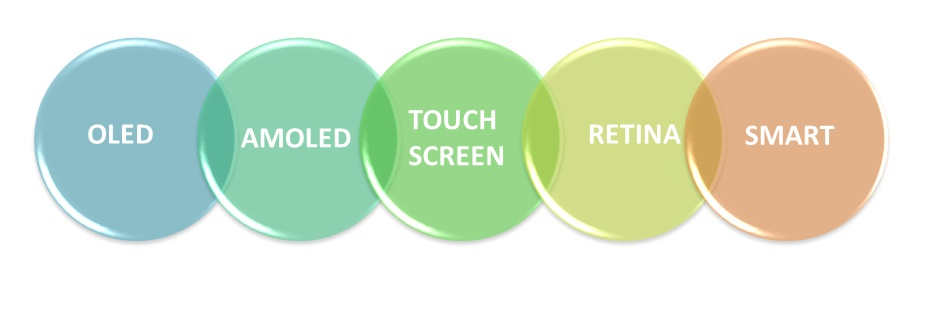 OLED
AMOLED
TOUCH
SCREEN
RETINA
SMART